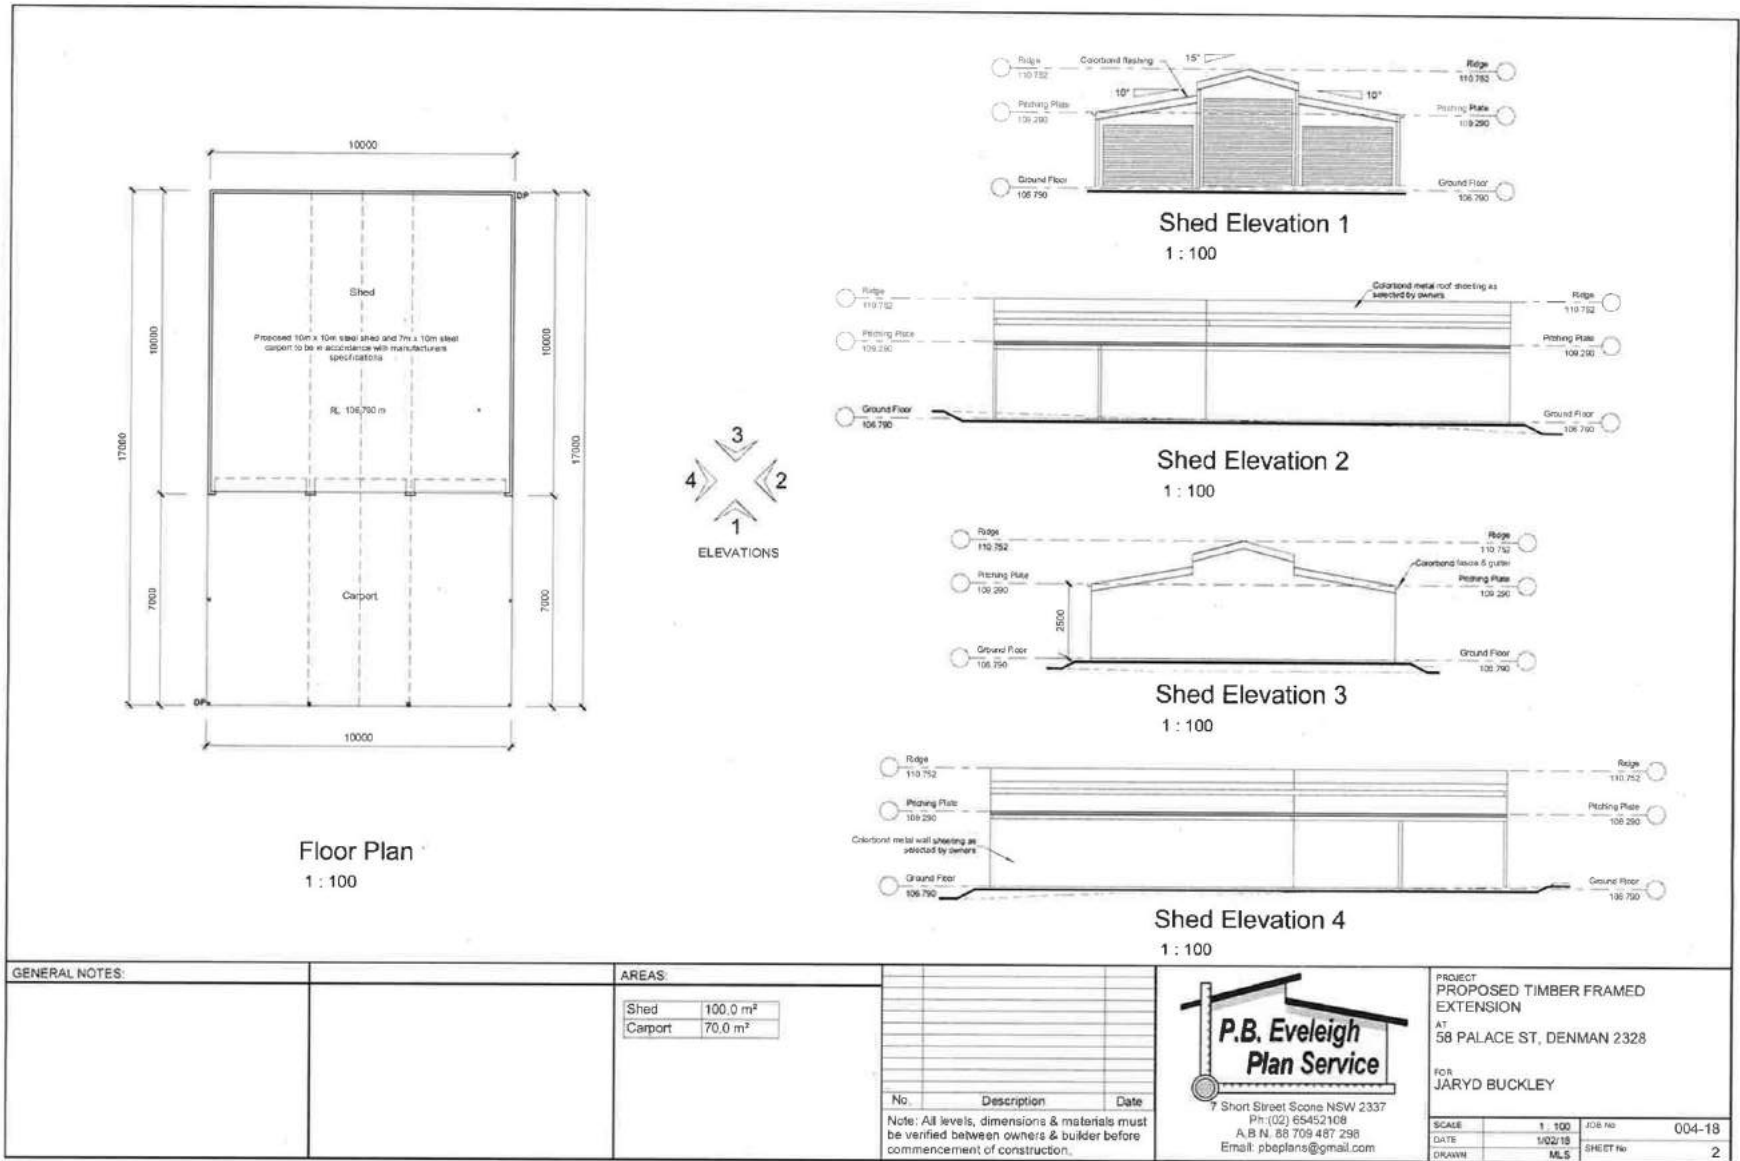 10000
DP
10000
17000
Shed
Proposed 10m x 10m steel shed and 7m x 10m steel
carport to be in accordance with manufacturers
specifications
RL 106.790 m
10000
17000
7000
Carport
7000
DP
10000
Floor Plan
1 : 100
3
4
2
1
ELEVATIONS
Ridge
110.752
Colorbond flashing
15°
Ridge
110.752
10°
10°
Pitching Plate
109.290
Pitching Plate
109.290
Ground Floor
106.790
Ground Floor
106.790
Shed Elevation 1
1 : 100
Ridge
110.752
Colorbond metal roof sheeting as
selected by owners
Ridge
110.752
Pitching Plate
109.290
Pitching Plate
109.290
Ground Floor
106.790
Ground Floor
106.790
Shed Elevation 2
1 : 100
Ridge
110.752
Ridge
110.752
Colorbond fascia & gutter
Pitching Plate
109.290
Pitching Plate
109.290
2500
Ground Floor
106.790
Ground Floor
106.790
Shed Elevation 3
1 : 100
Ridge
110.752
Ridge
110.752
Pitching Plate
109.290
Pitching Plate
109.290
Colorbond metal wall sheeting as
selected by owners
Ground Floor
106.790
Ground Floor
106.790
Shed Elevation 4
1 : 100
GENERAL NOTES:
AREAS:
Shed 100.0 m²
Carport 70.0 m²
No. Description Date
Note: All levels, dimensions & materials must
be verified between owners & builder before
commencement of construction.
P.B. Eveleigh
Plan Service
7 Short Street Scone NSW 2337
Ph:(02) 65452108
A.B.N. 88 709 487 298
Email: pbeplans@gmail.com
PROJECT
PROPOSED TIMBER FRAMED
EXTENSION
AT
58 PALACE ST, DENMAN 2328
FOR
JARYD BUCKLEY
SCALE 1 : 100
DATE 1/02/18
DRAWN MLS
JOB No 004-18
SHEET No 2